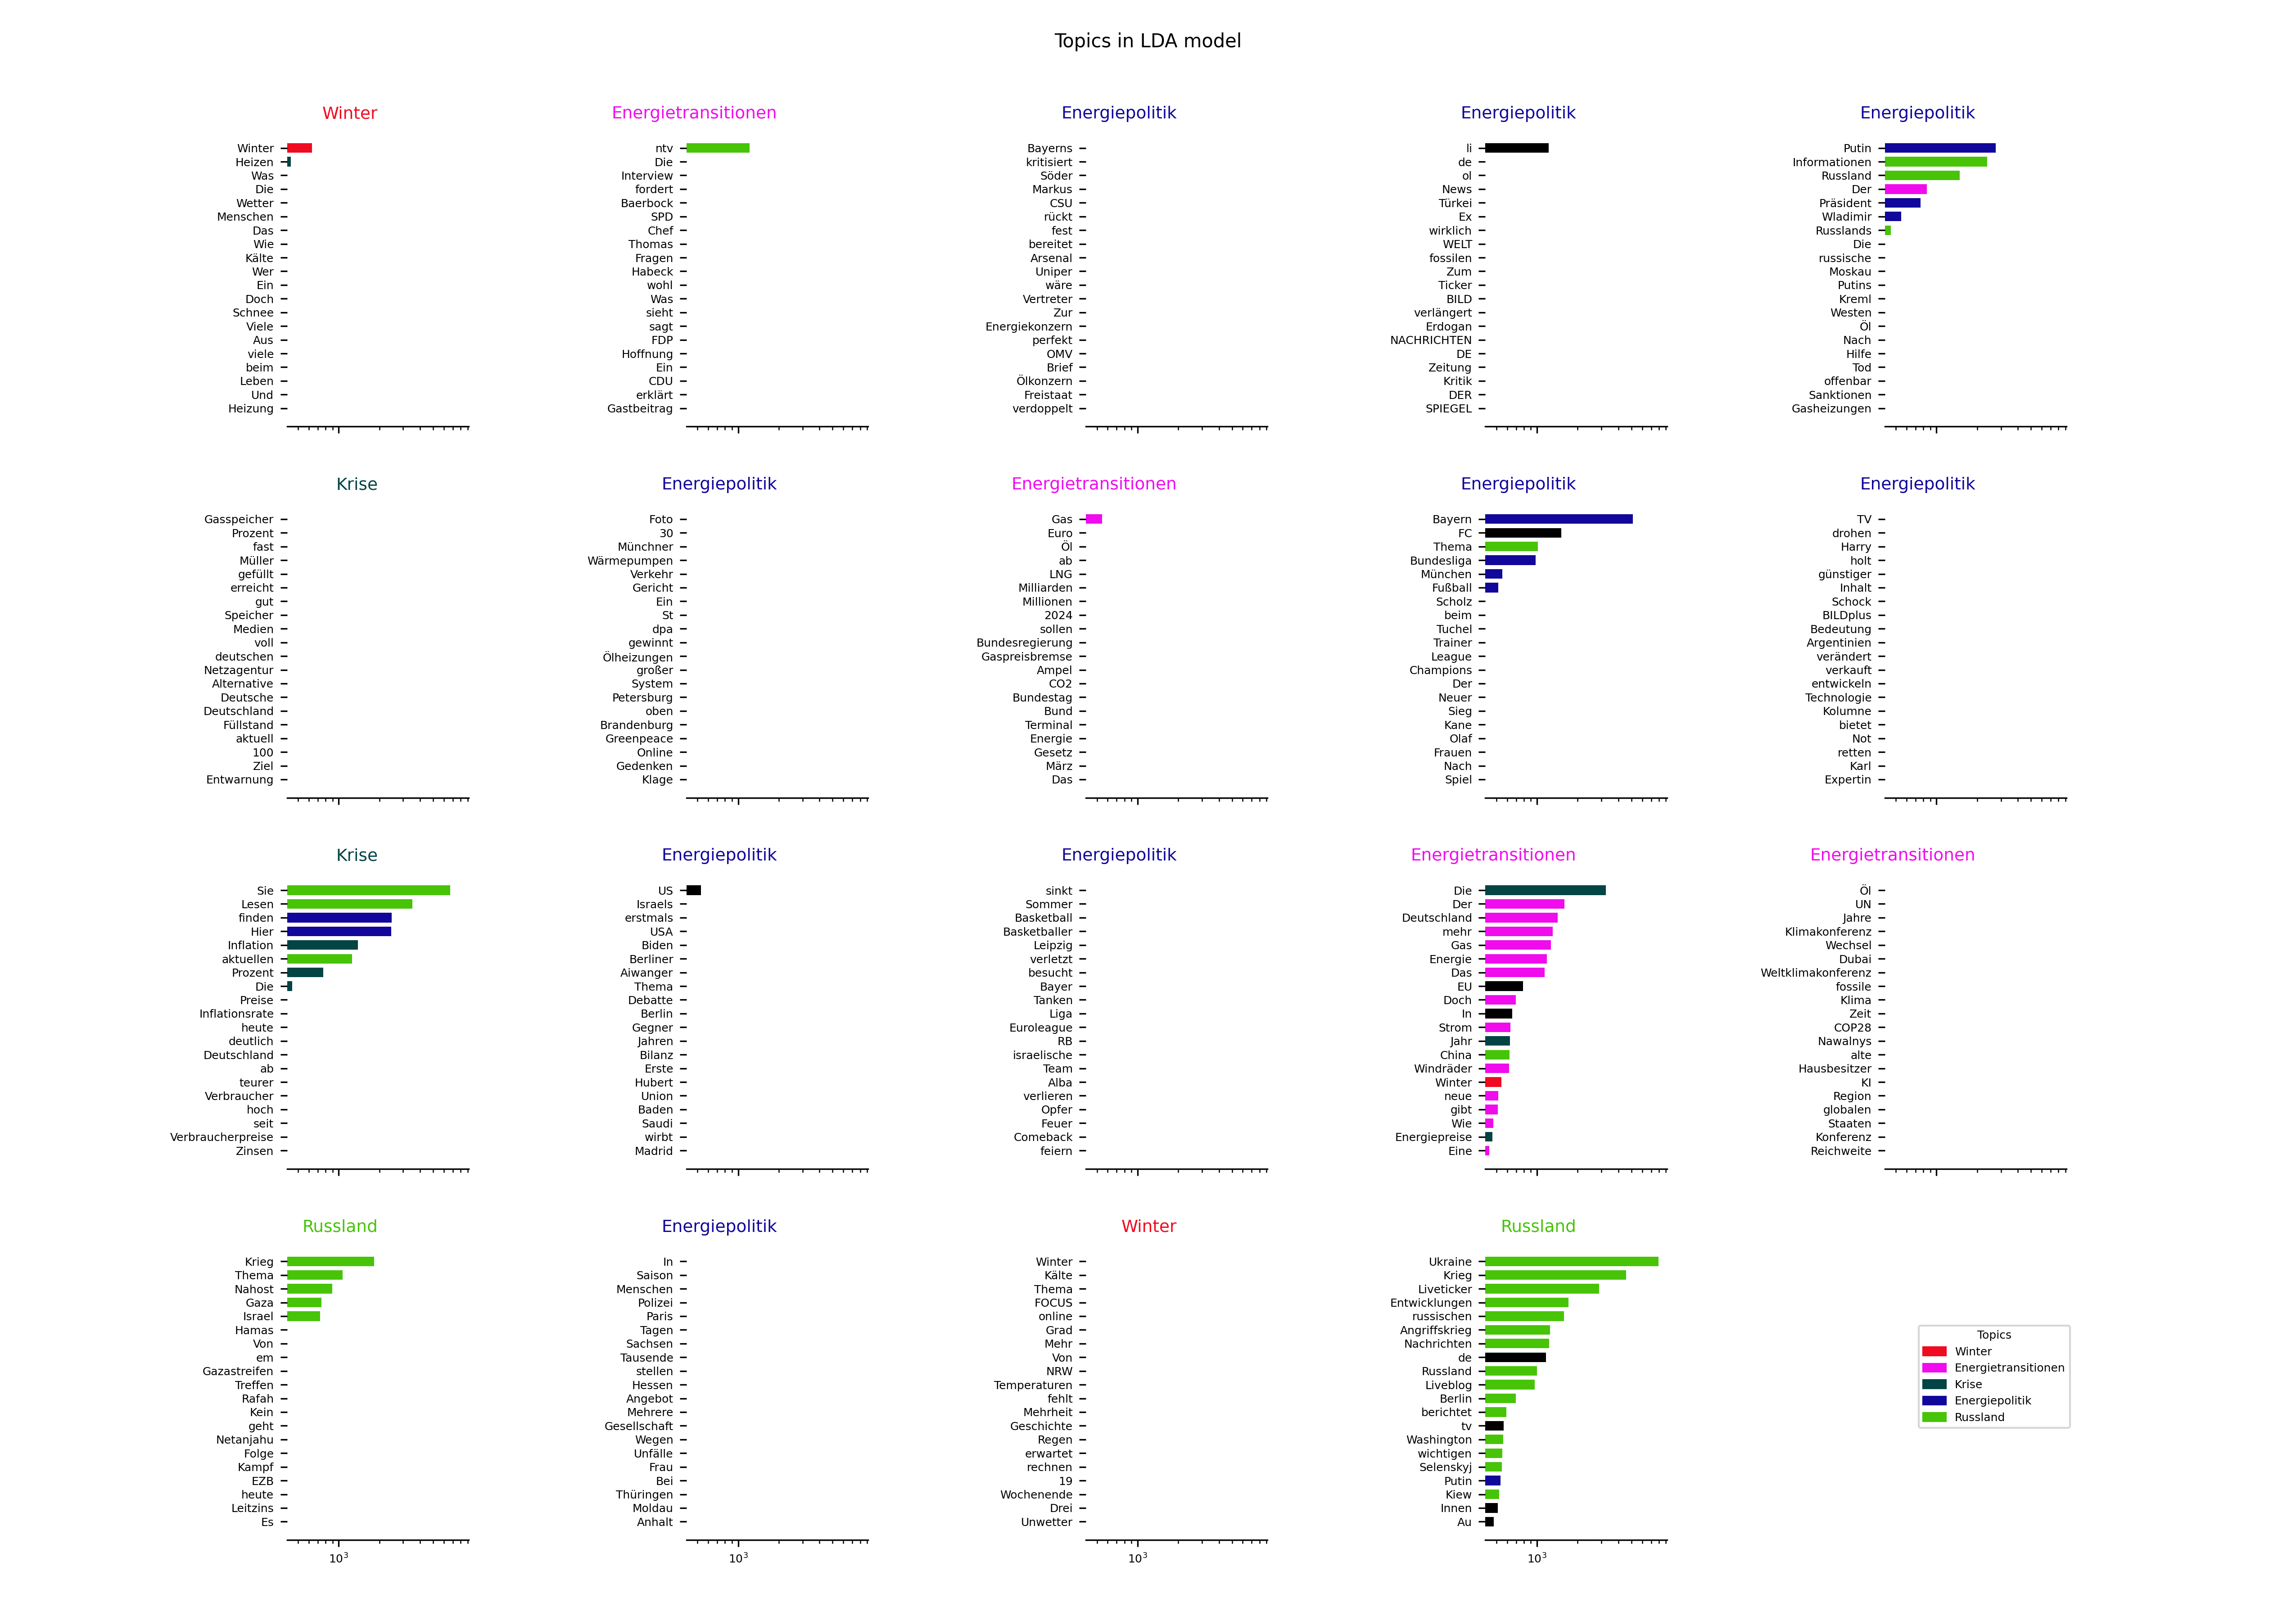 Topics in LDA model
Winter
Winter
Heizen
Was
Die
Wetter
Menschen
Das
Wie
Kälte
Wer
Ein
Doch
Schnee
Viele
Aus
viele
beim
Leben
Und
Heizung
Energietransitionen
ntv
Die
Interview
fordert
Baerbock
SPD
Chef
Thomas
Fragen
Habeck
wohl
Was
sieht
sagt
FDP
Hoffnung
Ein
CDU
erklärt
Gastbeitrag
Energiepolitik
Bayerns
kritisiert
Söder
Markus
CSU
rückt
fest
bereitet
Arsenal
Uniper
wäre
Vertreter
Zur
Energiekonzern
perfekt
OMV
Brief
Ölkonzern
Freistaat
verdoppelt
Energiepolitik
li
de
ol
News
Türkei
Ex
wirklich
WELT
fossilen
Zum
Ticker
BILD
verlängert
Erdogan
NACHRICHTEN
DE
Zeitung
Kritik
DER
SPIEGEL
Energiepolitik
Putin
Informationen
Russland
Der
Präsident
Wladimir
Russlands
Die
russische
Moskau
Putins
Kreml
Westen
Öl
Nach
Hilfe
Tod
offenbar
Sanktionen
Gasheizungen
Krise
Gasspeicher
Prozent
fast
Müller
gefüllt
erreicht
gut
Speicher
Medien
voll
deutschen
Netzagentur
Alternative
Deutsche
Deutschland
Füllstand
aktuell
100
Ziel
Entwarnung
Energiepolitik
Foto
30
Münchner
Wärmepumpen
Verkehr
Gericht
Ein
St
dpa
gewinnt
Ölheizungen
großer
System
Petersburg
oben
Brandenburg
Greenpeace
Online
Gedenken
Klage
Energietransitionen
Gas
Euro
Öl
ab
LNG
Milliarden
Millionen
2024
sollen
Bundesregierung
Gaspreisbremse
Ampel
CO2
Bundestag
Bund
Terminal
Energie
Gesetz
März
Das
Energiepolitik
Bayern
FC
Thema
Bundesliga
München
Fußball
Scholz
beim
Tuchel
Trainer
League
Champions
Der
Neuer
Sieg
Kane
Olaf
Frauen
Nach
Spiel
Energiepolitik
TV
drohen
Harry
holt
günstiger
Inhalt
Schock
BILDplus
Bedeutung
Argentinien
verändert
verkauft
entwickeln
Technologie
Kolumne
bietet
Not
retten
Karl
Expertin
Krise
Sie
Lesen
finden
Hier
Inflation
aktuellen
Prozent
Die
Preise
Inflationsrate
heute
deutlich
Deutschland
ab
teurer
Verbraucher
hoch
seit
Verbraucherpreise
Zinsen
Energiepolitik
US
Israels
erstmals
USA
Biden
Berliner
Aiwanger
Thema
Debatte
Berlin
Gegner
Jahren
Bilanz
Erste
Hubert
Union
Baden
Saudi
wirbt
Madrid
Energiepolitik
sinkt
Sommer
Basketball
Basketballer
Leipzig
verletzt
besucht
Bayer
Tanken
Liga
Euroleague
RB
israelische
Team
Alba
verlieren
Opfer
Feuer
Comeback
feiern
Energietransitionen
Die
Der
Deutschland
mehr
Gas
Energie
Das
EU
Doch
In
Strom
Jahr
China
Windräder
Winter
neue
gibt
Wie
Energiepreise
Eine
Energietransitionen
Öl
UN
Jahre
Klimakonferenz
Wechsel
Dubai
Weltklimakonferenz
fossile
Klima
Zeit
COP28
Nawalnys
alte
Hausbesitzer
KI
Region
globalen
Staaten
Konferenz
Reichweite
Russland
Krieg
Thema
Nahost
Gaza
Israel
Hamas
Von
em
Gazastreifen
Treffen
Rafah
Kein
geht
Netanjahu
Folge
Kampf
EZB
heute
Leitzins
Es
10³
Energiepolitik
In
Saison
Menschen
Polizei
Paris
Tagen
Sachsen
Tausende
stellen
Hessen
Angebot
Mehrere
Gesellschaft
Wegen
Unfälle
Frau
Bei
Thüringen
Moldau
Anhalt
10³
Winter
Winter
Kälte
Thema
FOCUS
online
Grad
Mehr
Von
NRW
Temperaturen
fehlt
Mehrheit
Geschichte
Regen
erwartet
rechnen
19
Wochenende
Drei
Unwetter
10³
Russland
Ukraine
Krieg
Liveticker
Entwicklungen
russischen
Angriffskrieg
Nachrichten
de
Russland
Liveblog
Berlin
berichtet
tv
Washington
wichtigen
Selenskyj
Putin
Kiew
Innen
Au
10³
Topics
Winter
Energietransitionen
Krise
Energiepolitik
Russland